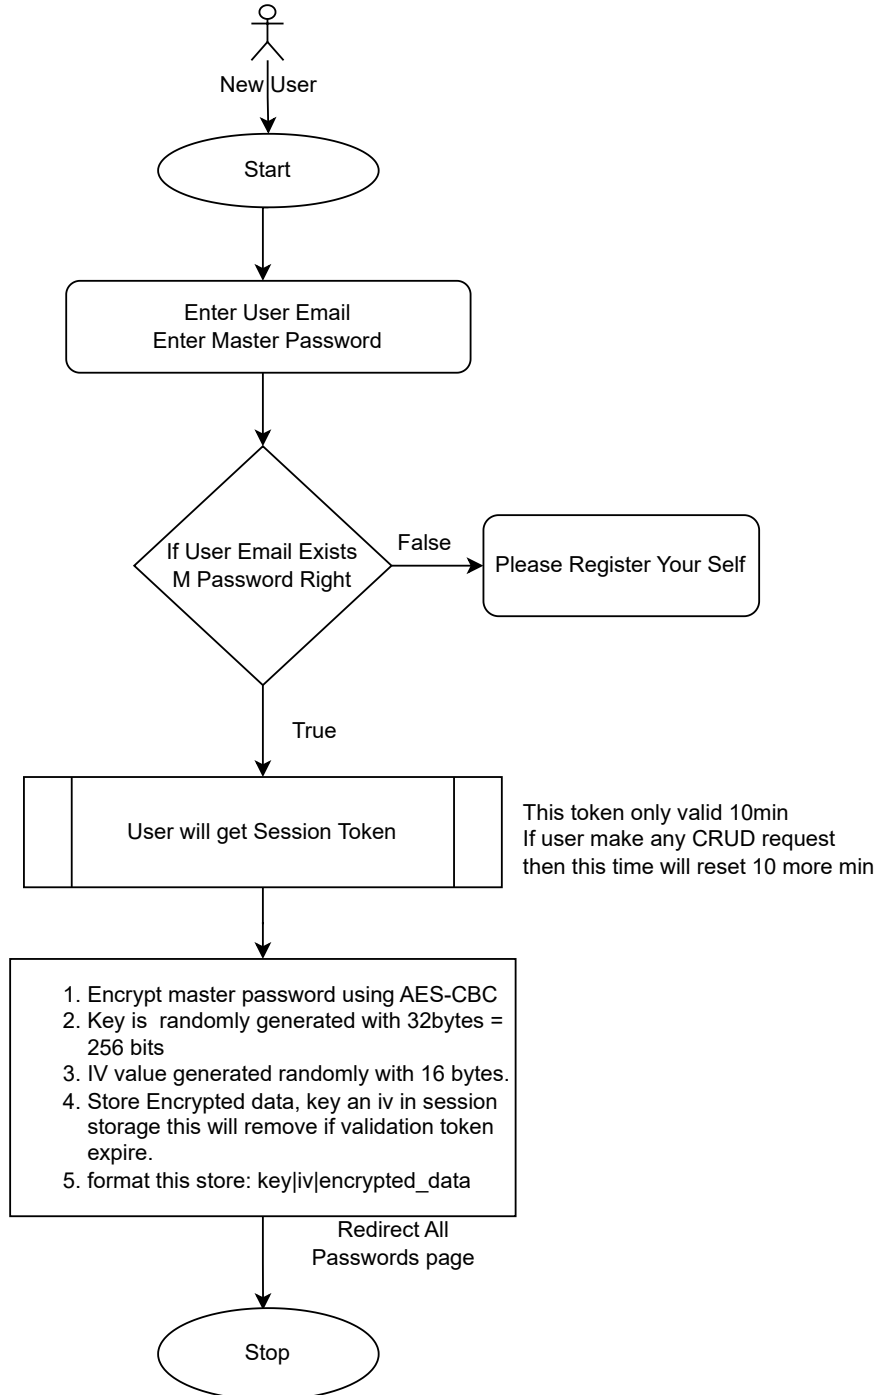 New User
Start
Enter User Email
Enter Master Password
If User Email Exists
M Password Right
False
Please Register Your Self
True
User will get Session Token
This token only valid 10min
If user make any CRUD request
then this time will reset 10 more min
1. Encrypt master password using AES-CBC
2. Key is  randomly generated with 32bytes =
256 bits
3. IV value generated randomly with 16 bytes.
4. Store Encrypted data, key an iv in session
storage this will remove if validation token
expire.
5. format this store: key|iv|encrypted_data
Redirect All
Passwords page
Stop